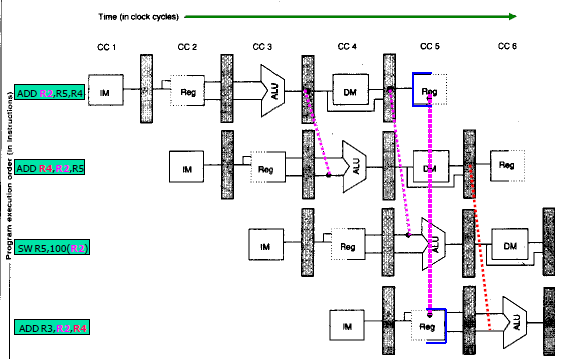 Time (in clock cycles)
CC 1 CC 2 CC 3 CC 4 CC 5 CC 6
Program execution order (in instructions)
ADD R2,R5,R4 IM Reg ALU DM Reg
ADD R4,R2,R5 IM Reg ALU DM Reg
SW R5,100(R2) IM Reg ALU DM
ADD R3,R2,R4 IM Reg ALU